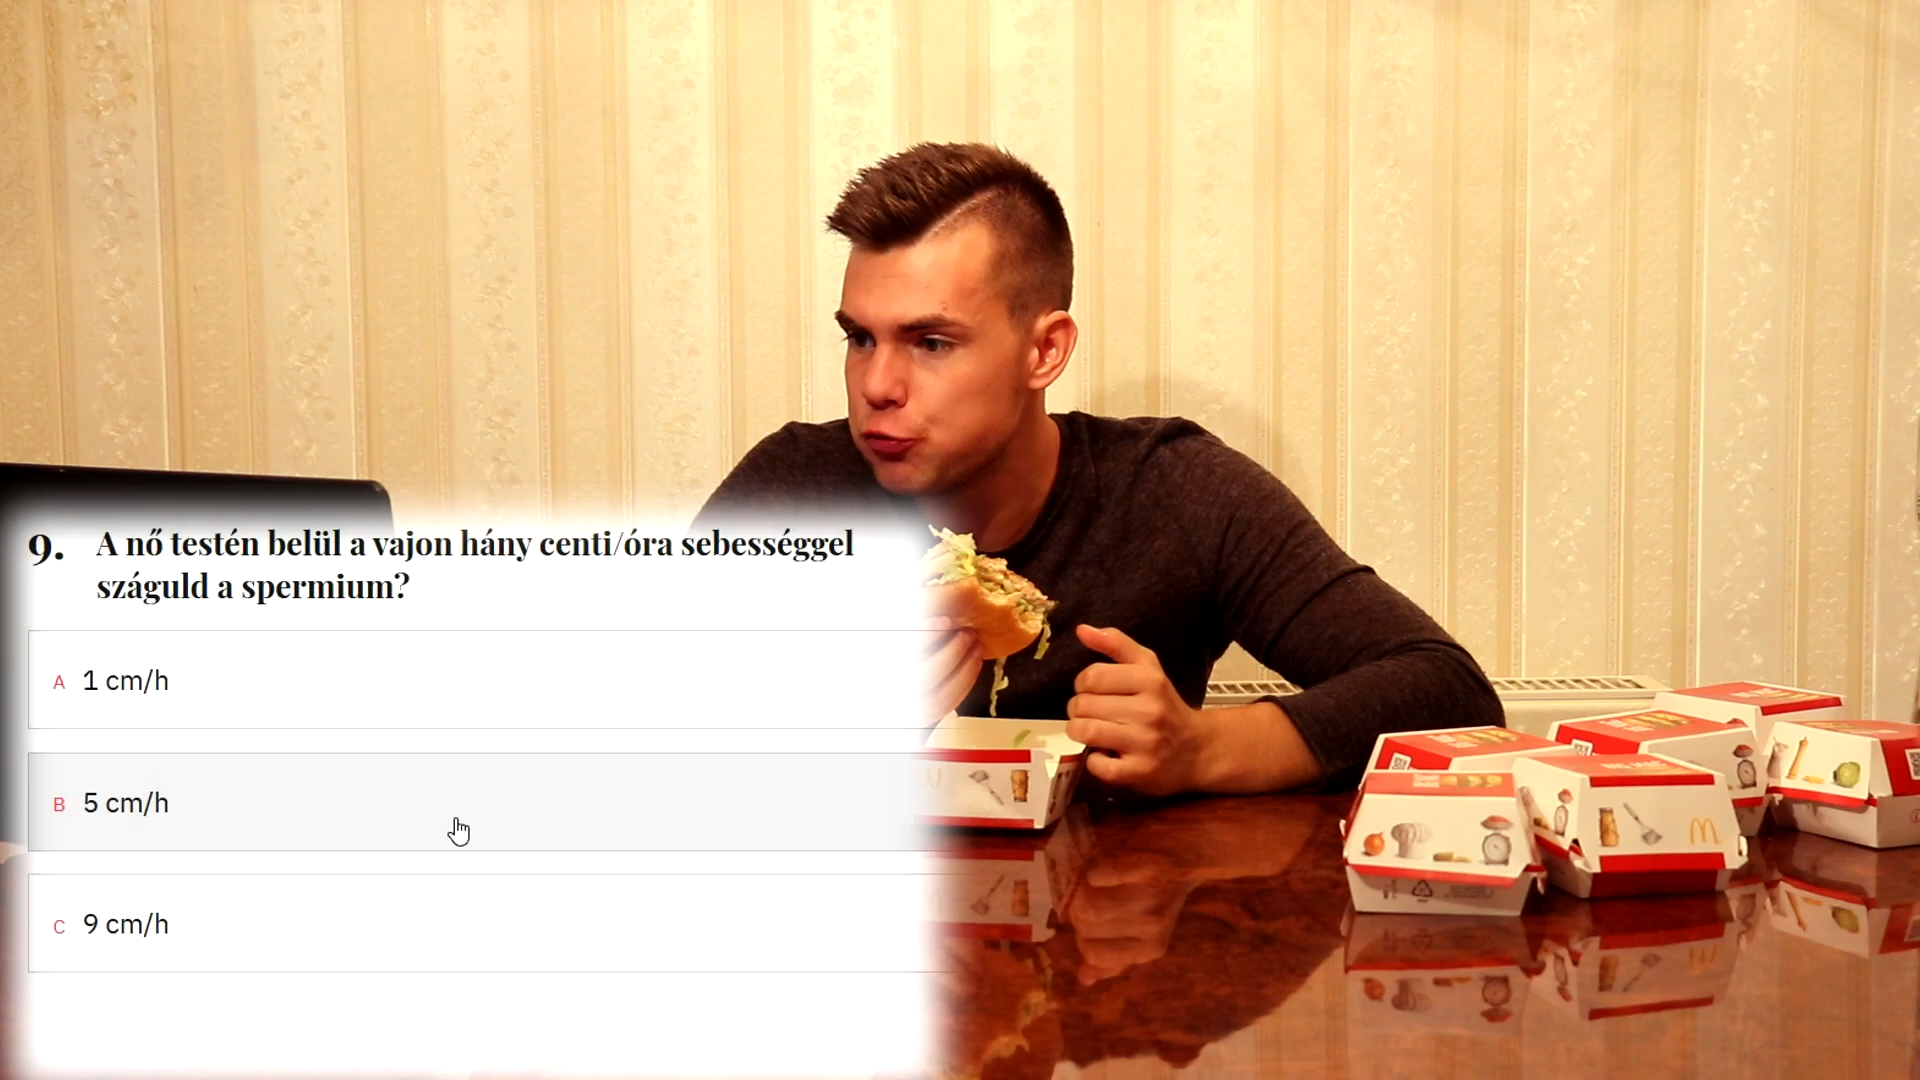 9. A nő testén belül a vajon hány centi/óra sebességgel
száguld a spermium?
A 1 cm/h
B 5 cm/h
C 9 cm/h